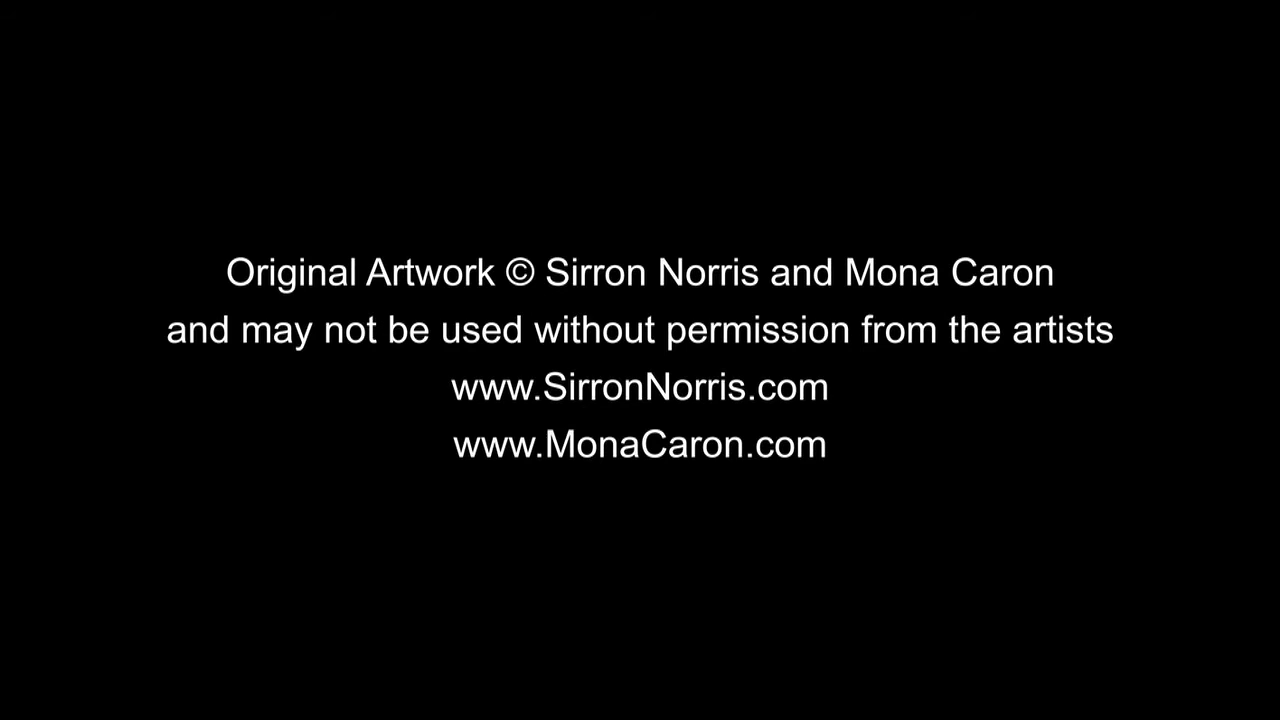 Original Artwork © Sirron Norris and Mona Caron
and may not be used without permission from the artists
www.SirronNorris.com
www.MonaCaron.com